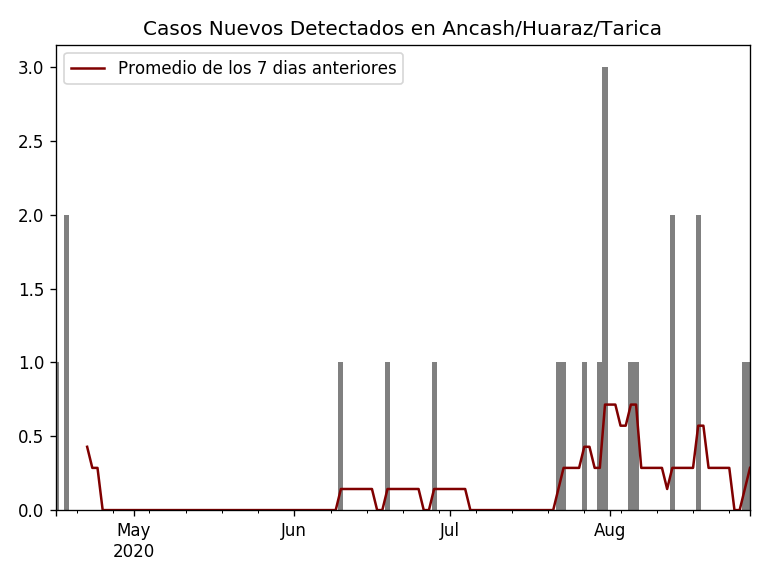 Casos Nuevos Detectados en Ancash/Huaraz/Tarica
Promedio de los 7 dias anteriores
3.0
2.5
2.0
1.5
1.0
0.5
0.0
May Jun Jul Aug
2020